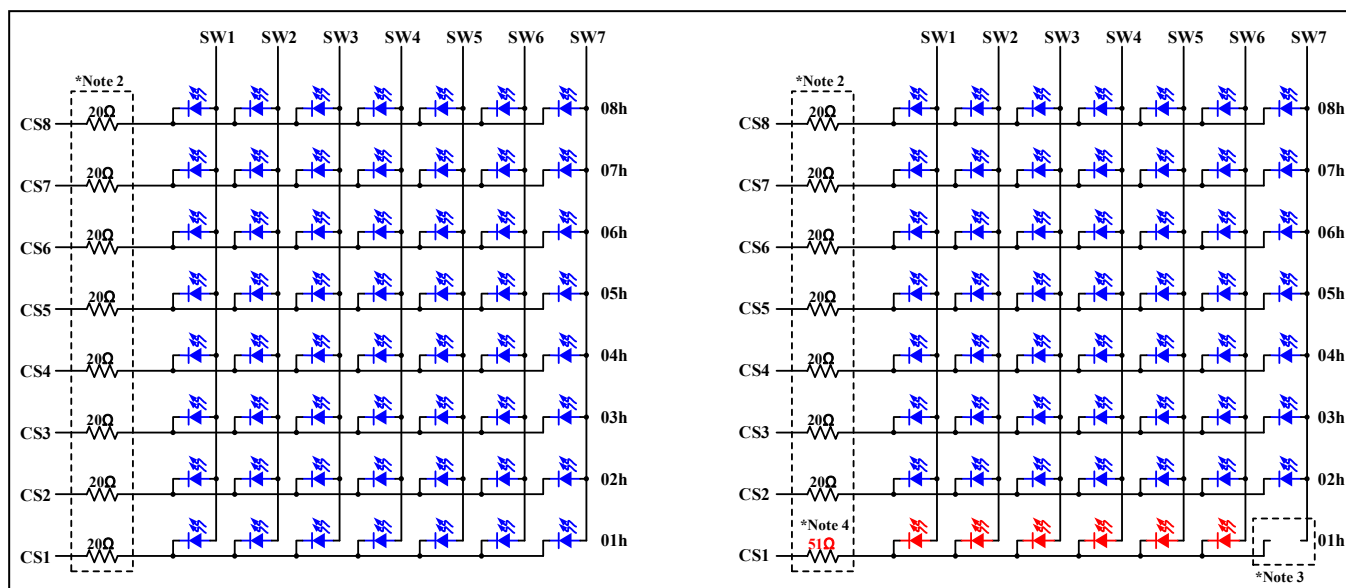 SW1 SW2 SW3 SW4 SW5 SW6 SW7
*Note 2
20Ω
CS8
08h
20Ω
CS7
07h
20Ω
CS6
06h
20Ω
CS5
05h
20Ω
CS4
04h
20Ω
CS3
03h
20Ω
CS2
02h
20Ω
CS1
01h
SW1 SW2 SW3 SW4 SW5 SW6 SW7
*Note 2
20Ω
CS8
08h
20Ω
CS7
07h
20Ω
CS6
06h
20Ω
CS5
05h
20Ω
CS4
04h
20Ω
CS3
03h
20Ω
CS2
02h
*Note 4
51Ω
CS1
01h
*Note 3